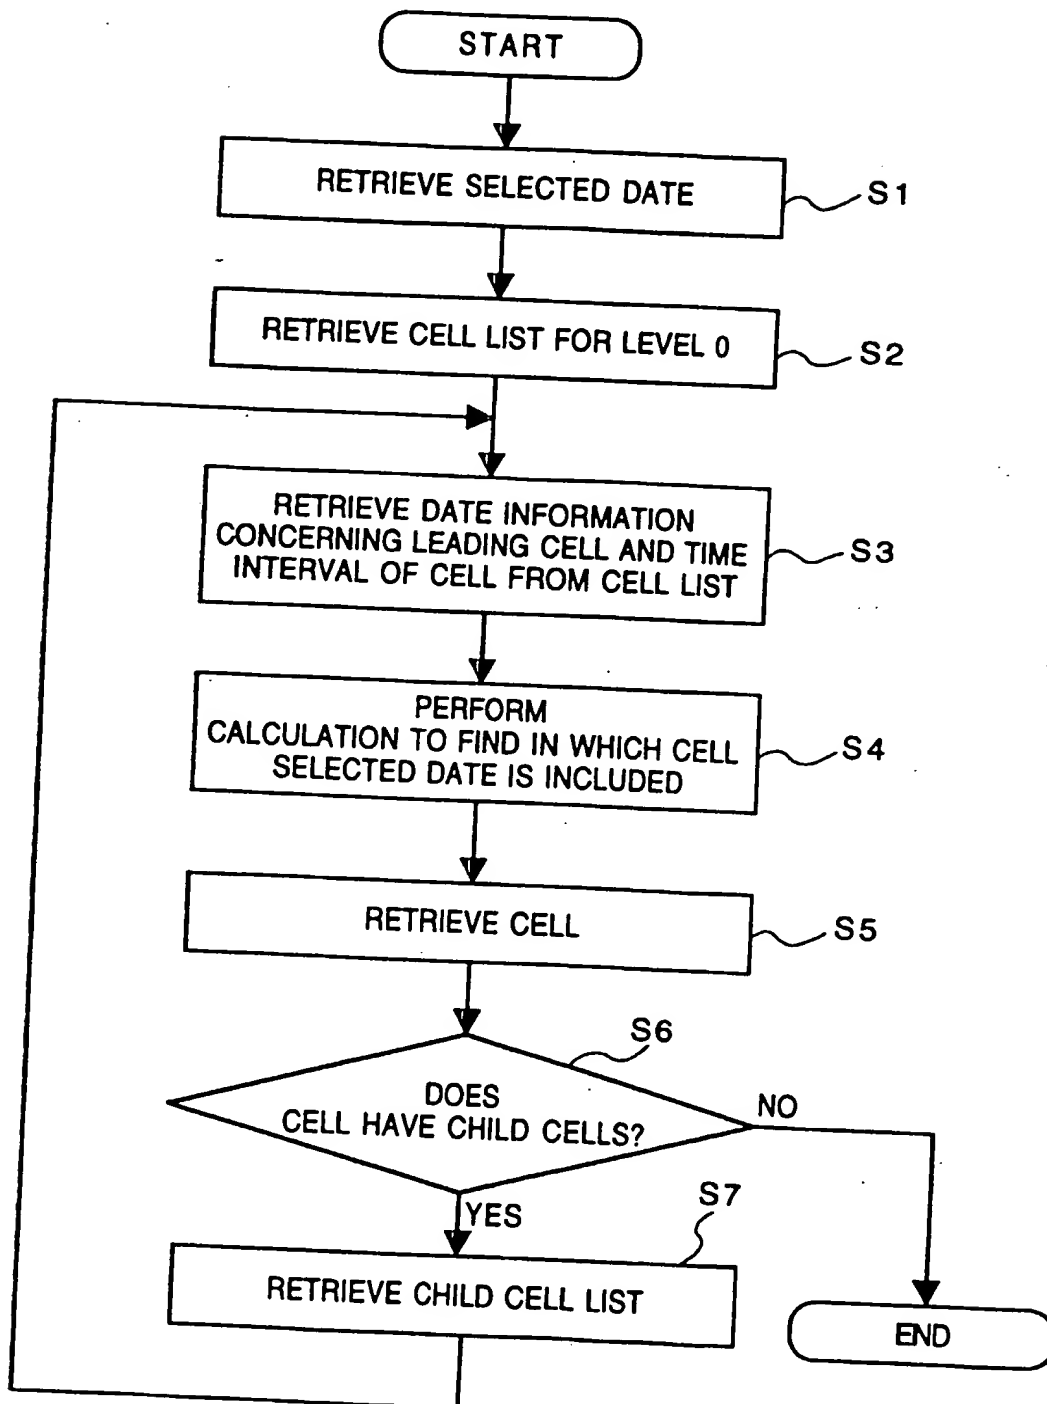 START
RETRIEVE SELECTED DATE
S1
RETRIEVE CELL LIST FOR LEVEL 0
S2
RETRIEVE DATE INFORMATION
CONCERNING LEADING CELL AND TIME
INTERVAL OF CELL FROM CELL LIST
S3
PERFORM
CALCULATION TO FIND IN WHICH CELL
SELECTED DATE IS INCLUDED
S4
RETRIEVE CELL
S5
S6
DOES
CELL HAVE CHILD CELLS?
NO
YES
S7
RETRIEVE CHILD CELL LIST
END